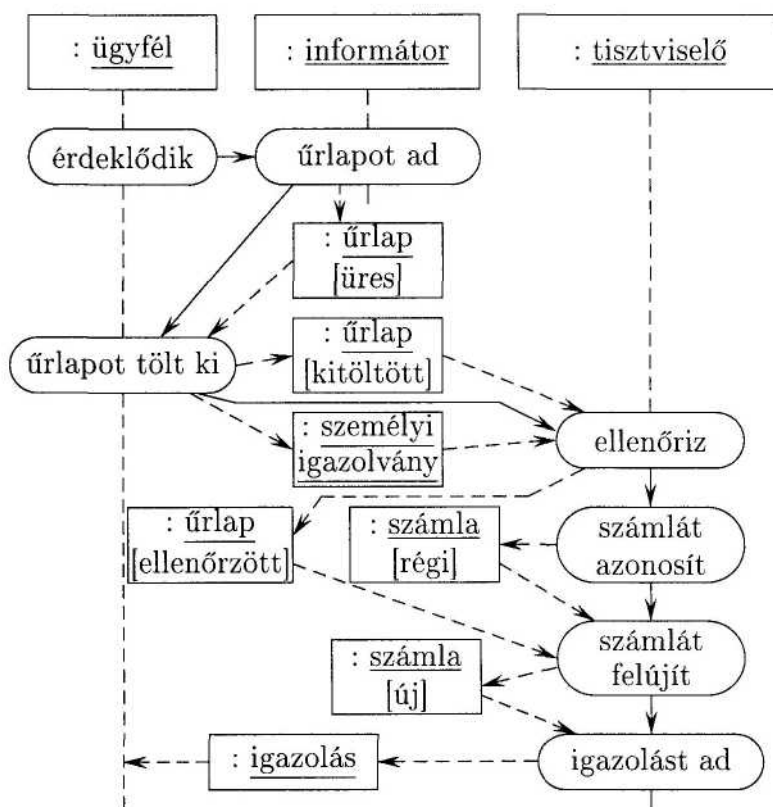 : ügyfél
: informátor
: tisztviselő
érdeklődik
űrlapot ad
: űrlap
[üres]
űrlapot tölt ki
: űrlap
[kitöltött]
: személyi
igazolvány
ellenőriz
: űrlap
[ellenőrzött]
: számla
[régi]
számlát
azonosít
: számla
[új]
számlát
felújít
: igazolás
igazolást ad